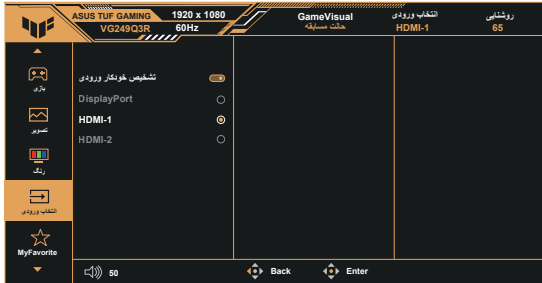 ASUS TUF GAMING 1920 x 1080
VG249Q3R 60Hz
GameVisual
حالت مسابقه
انتخاب ورودی
HDMI-1
روشنایی
65
بازی
تصویر
رنگ
انتخاب ورودی
MyFavorite
تشخیص خودکار ورودی
DisplayPort
HDMI-1
HDMI-2
50
Back
Enter